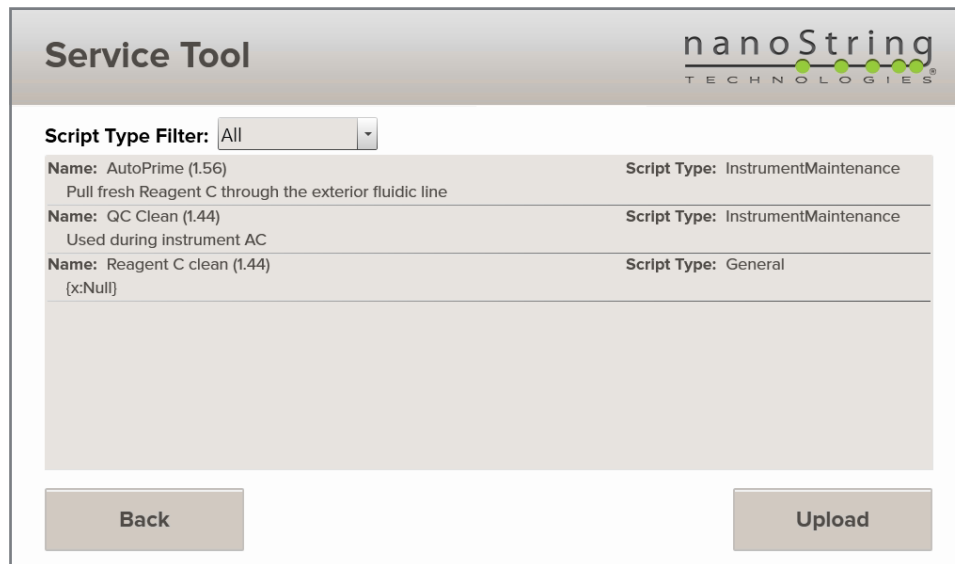 Service Tool
nanoString
TECHNOLOGIES®
Script Type Filter: All
Name: AutoPrime (1.56) Script Type: InstrumentMaintenance
Pull fresh Reagent C through the exterior fluidic line
Name: QC Clean (1.44) Script Type: InstrumentMaintenance
Used during instrument AC
Name: Reagent C clean (1.44) Script Type: General
{x:Null}
Back Upload